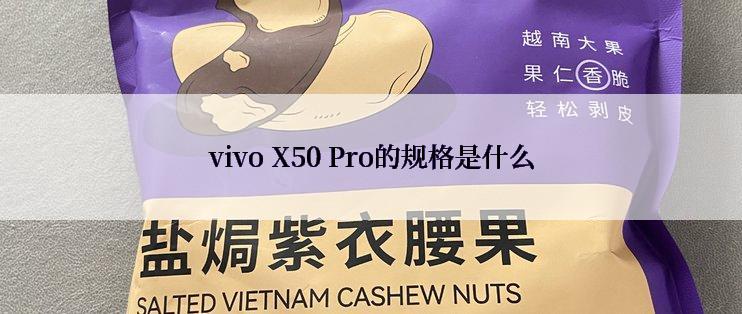 越南大果
果仁香脆
轻松剥皮
vivo X50 Pro的规格是什么
盐焗紫衣腰果
SALTED VIETNAM CASHEW NUTS